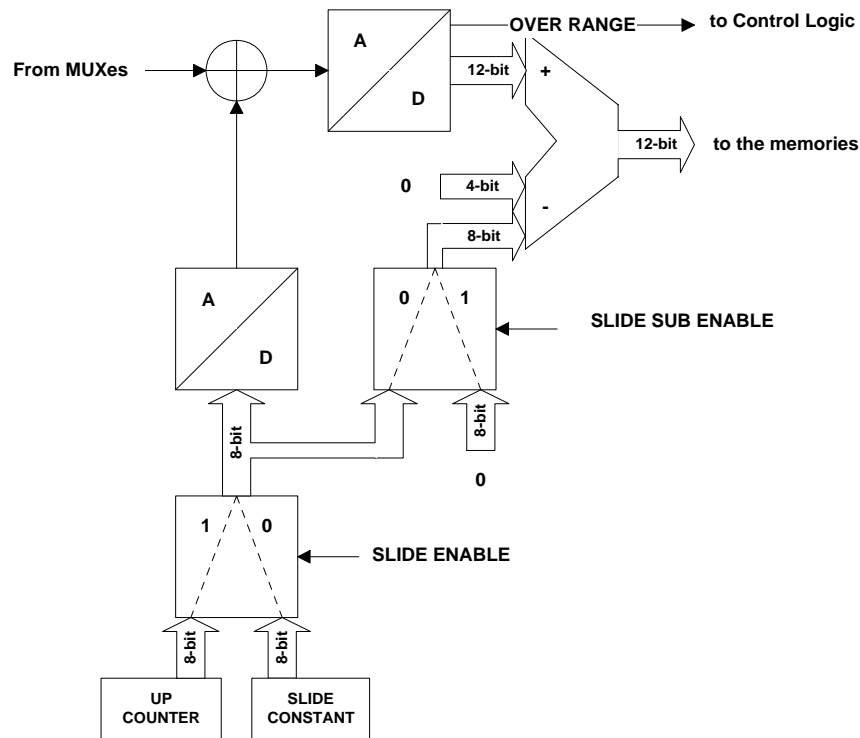 OVER RANGE
to Control Logic
A
D
From MUXes
12-bit
+
12-bit
to the memories
0
4-bit
-
8-bit
A
D
0
1
SLIDE SUB ENABLE
8-bit
8-bit
0
1
0
SLIDE ENABLE
8-bit
8-bit
UP
COUNTER
SLIDE
CONSTANT